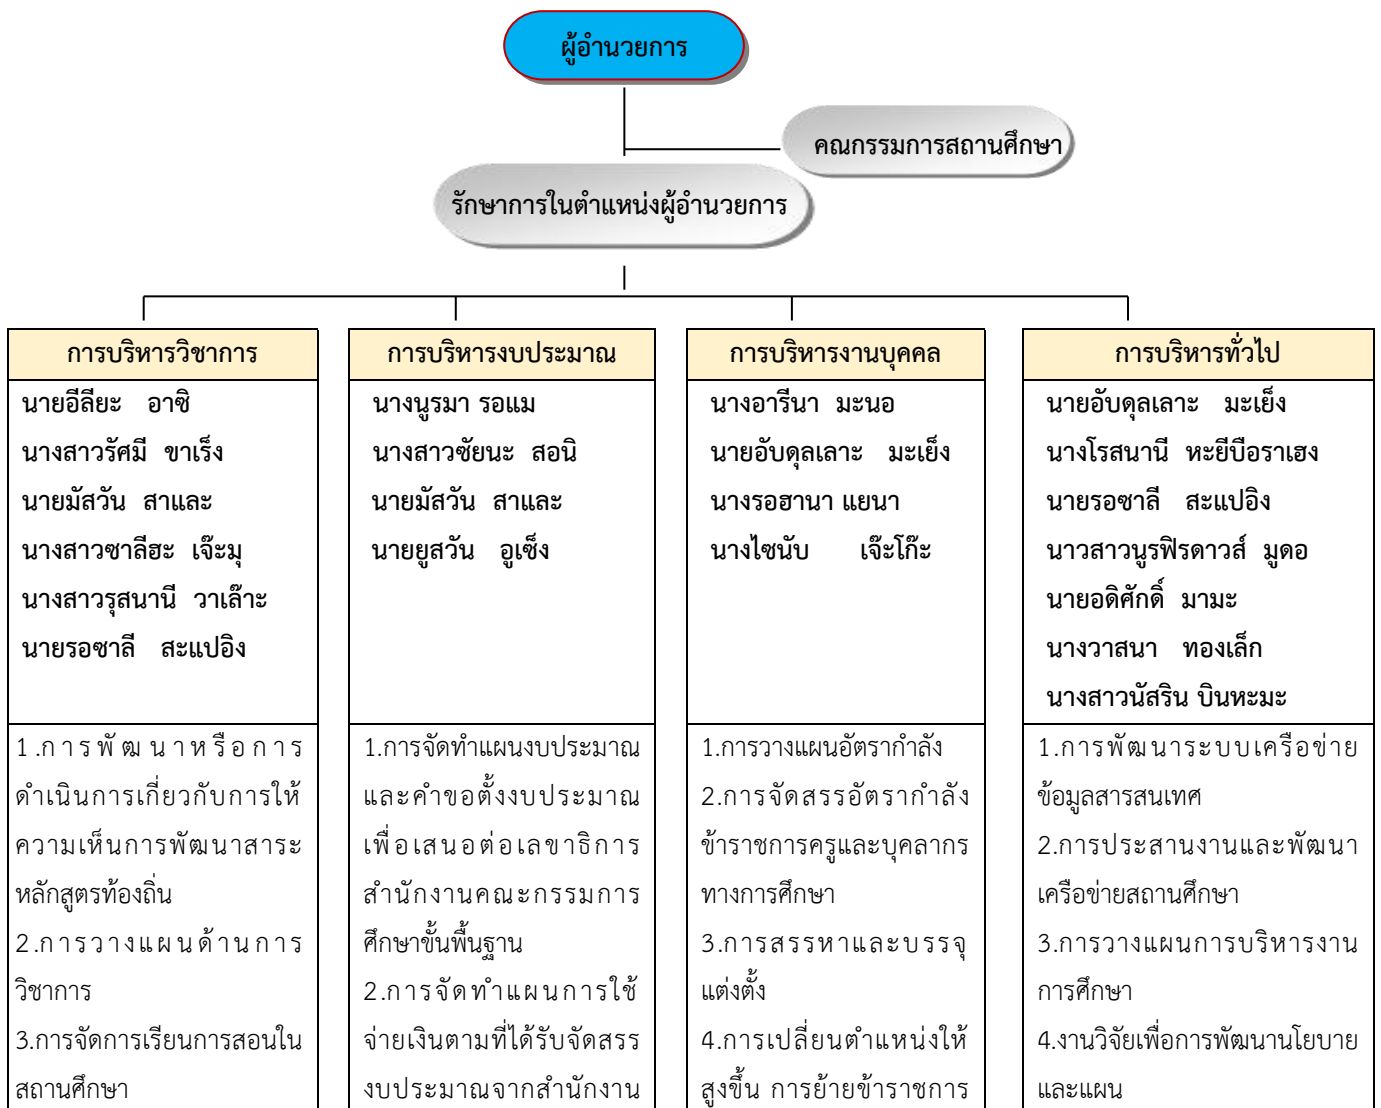 ผู้อำนวยการ
คณกรรมการสถานศึกษา
รักษาการในตำแหน่งผู้อำนวยการ
การบริหารวิชาการ
นายอีลียะ อาซิ
นางสาวรัศมี ขาเร็ง
นายมัสวัน สาและ
นางสาวซาลีฮะ เจ๊ะมุ
นางสาวรุสนานี วาเล๊าะ
นายรอซาลี สะแปอิง
1.การพัฒนาหรือการ
ดำเนินการเกี่ยวกับการให้
ความเห็นการพัฒนาสาระ
หลักสูตรท้องถิ่น
2.การวางแผนด้านการ
วิชาการ
3.การจัดการเรียนการสอนใน
สถานศึกษา
การบริหารงบประมาณ
นางนูรมา รอแม
นางสาวซัยนะ สอนิ
นายมัสวัน สาและ
นายยูสวัน อูเซ็ง
1.การจัดทำแผนงบประมาณ
และคำขอตั้งงบประมาณ
เพื่อเสนอต่อเลขาธิการ
สำนักงานคณะกรรมการ
ศึกษาขั้นพื้นฐาน
2.การจัดทำแผนการใช้
จ่ายเงินตามที่ได้รับจัดสรร
งบประมาณจากสำนักงาน
การบริหารงานบุคคล
นางอารีนา มะนอ
นายอับดุลเลาะ มะเย็ง
นางรอฮานา แยนา
นางไซนับ เจ๊ะโก๊ะ
1.การวางแผนอัตรากำลัง
2.การจัดสรรอัตรากำลัง
ข้าราชการครูและบุคลากร
ทางการศึกษา
3.การสรรหาและบรรจุ
แต่งตั้ง
4.การเปลี่ยนตำแหน่งให้
สูงขึ้น การย้ายข้าราชการ
การบริหารทั่วไป
นายอับดุลเลาะ มะเย็ง
นางโรสนานี หะยีบือราเฮง
นายรอซาลี สะแปอิง
นาวสาวนูรฟิรดาวส์ มูดอ
นายอดิศักดิ์ มามะ
นางวาสนา ทองเล็ก
นางสาวนัสริน บินหะมะ
1.การพัฒนาระบบเครือข่าย
ข้อมูลสารสนเทศ
2.การประสานงานและพัฒนา
เครือข่ายสถานศึกษา
3.การวางแผนการบริหารงาน
การศึกษา
4.งานวิจัยเพื่อการพัฒนานโยบาย
และแผน